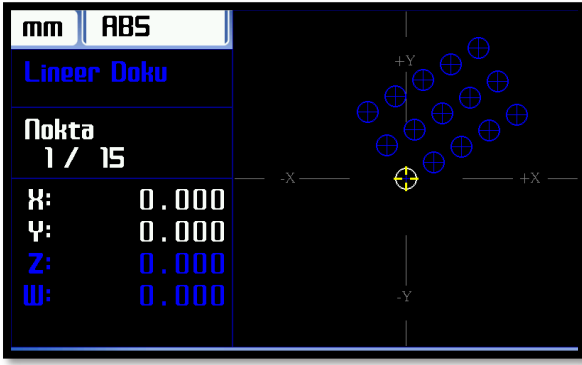 mm ABS
Lineer Doku
Nokta
1 / 15
X: 0.000
Y: 0.000
Z: 0.000
W: 0.000
+Y
-X
+X
-Y